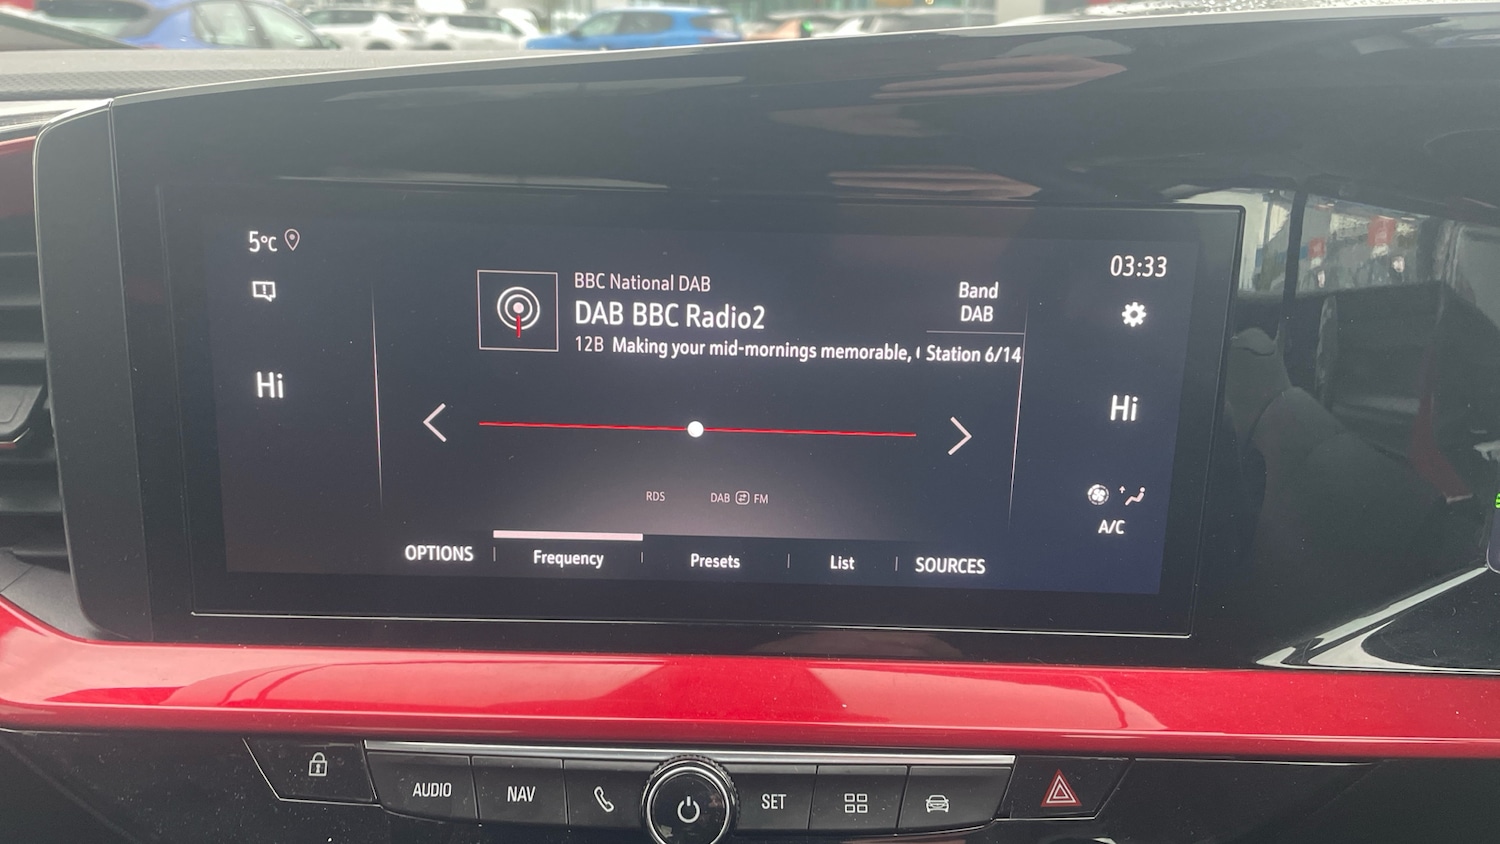 5°C
03:33
BBC National DAB
DAB BBC Radio2
12B Making your mid-mornings memorable,
Band
DAB
Station 6/14
Hi
Hi
RDS
DAB FM
A/C
OPTIONS
Frequency
Presets
List
SOURCES
AUDIO
NAV
SET